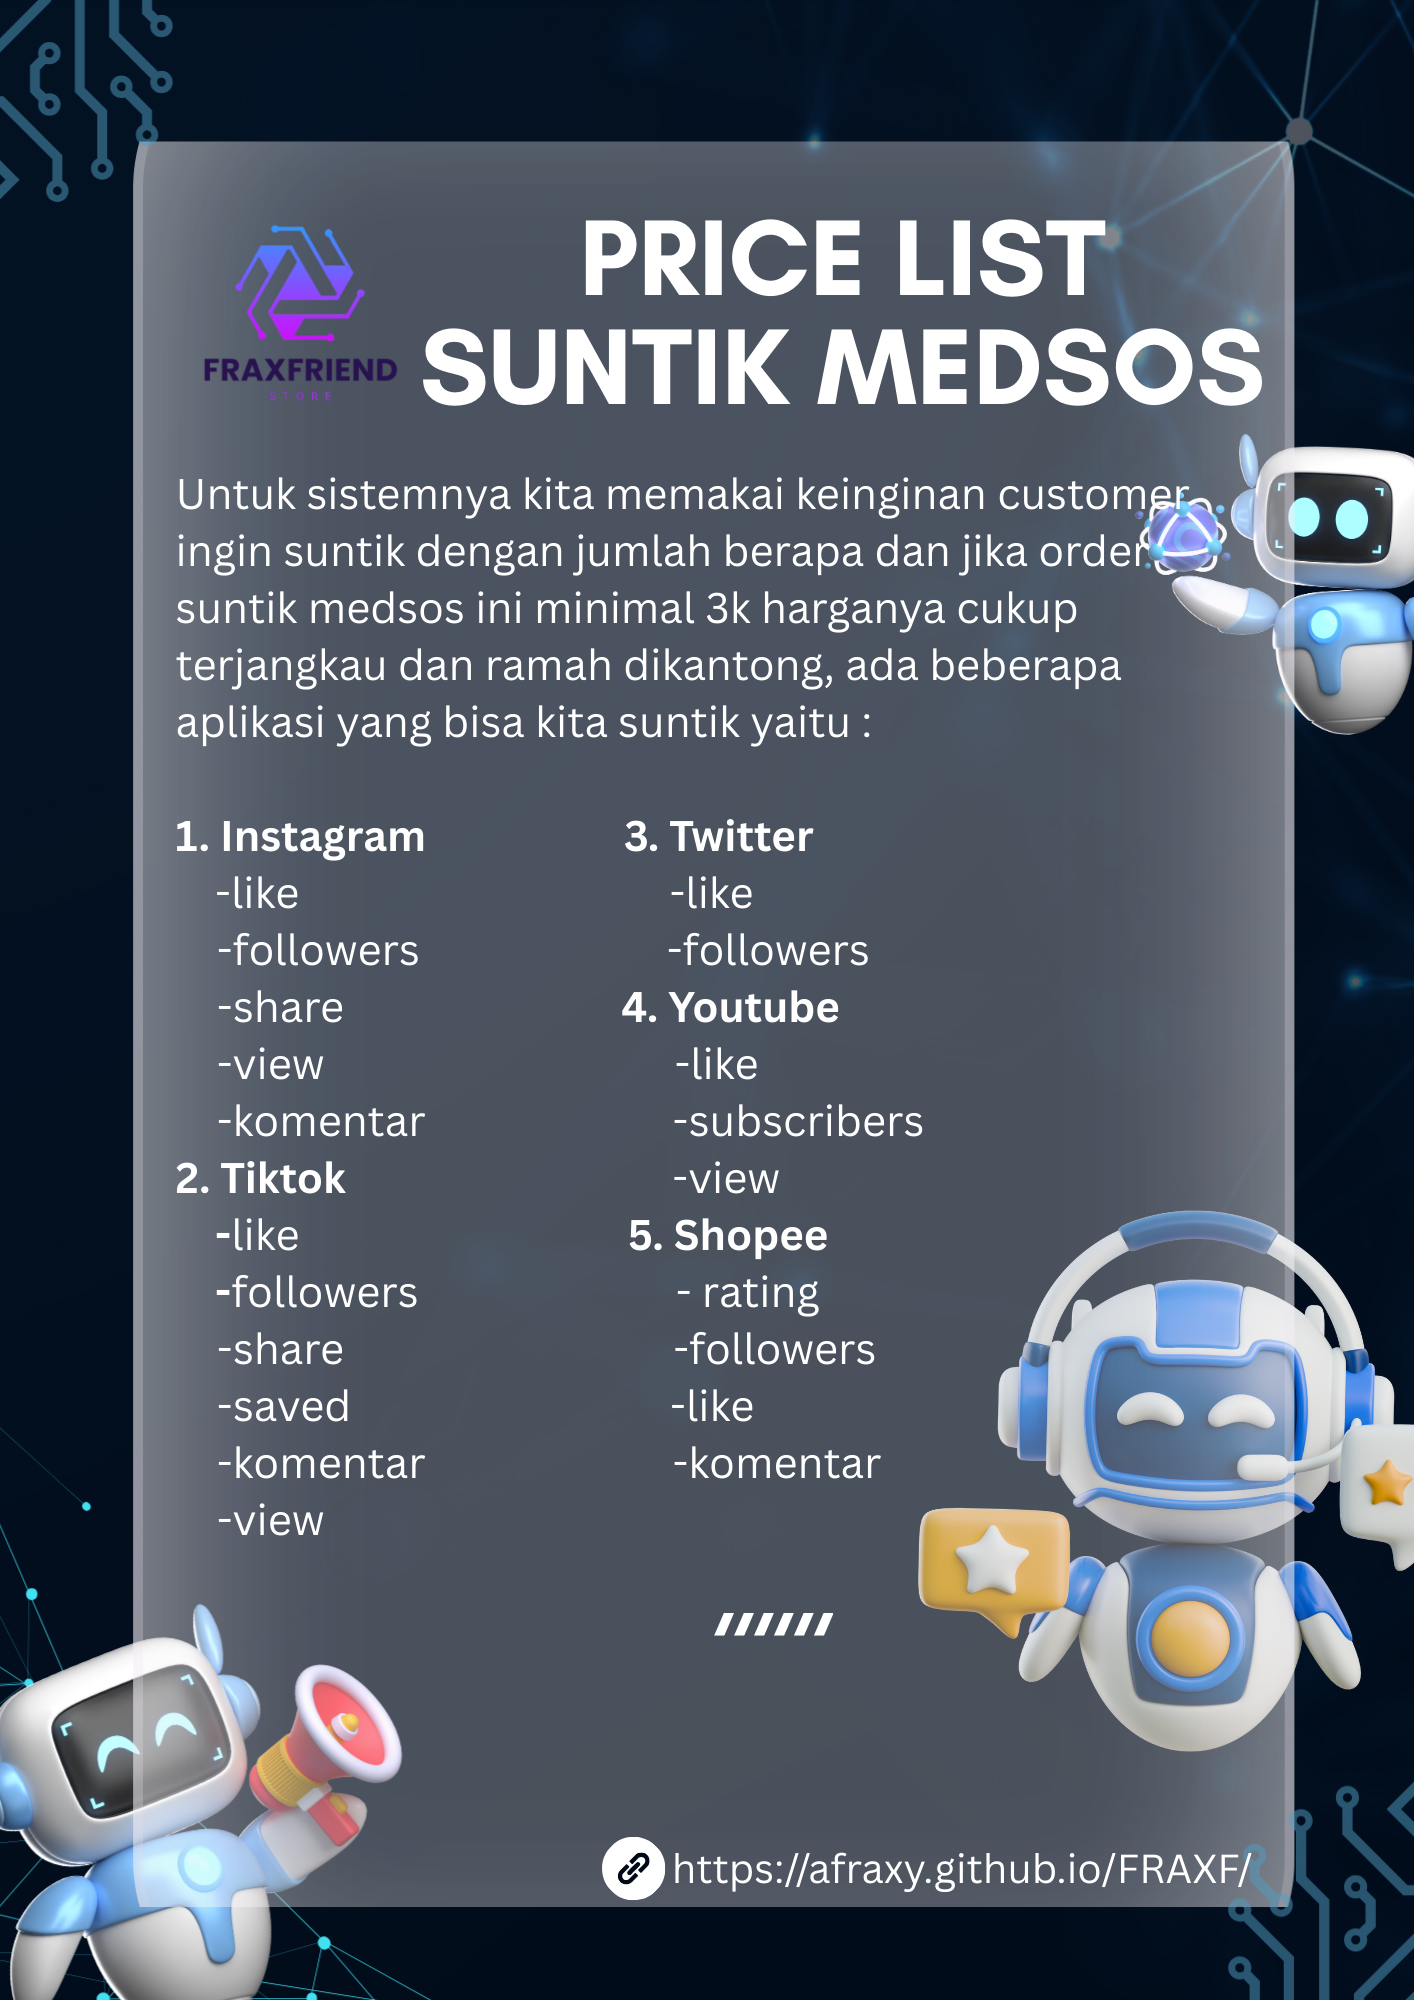 FRAXFRIEND
STORE
PRICE LIST
SUNTIK MEDSOS
Untuk sistemnya kita memakai keinginan customer
ingin suntik dengan jumlah berapa dan jika order
suntik medsos ini minimal 3k harganya cukup
terjangkau dan ramah dikantong, ada beberapa
aplikasi yang bisa kita suntik yaitu :
1. Instagram
-like
-followers
-share
-view
-komentar
2. Tiktok
-like
-followers
-share
-saved
-komentar
-view
3. Twitter
-like
-followers
4. Youtube
-like
-subscribers
-view
5. Shopee
- rating
-followers
-like
-komentar
https://afraxy.github.io/FRAXF/